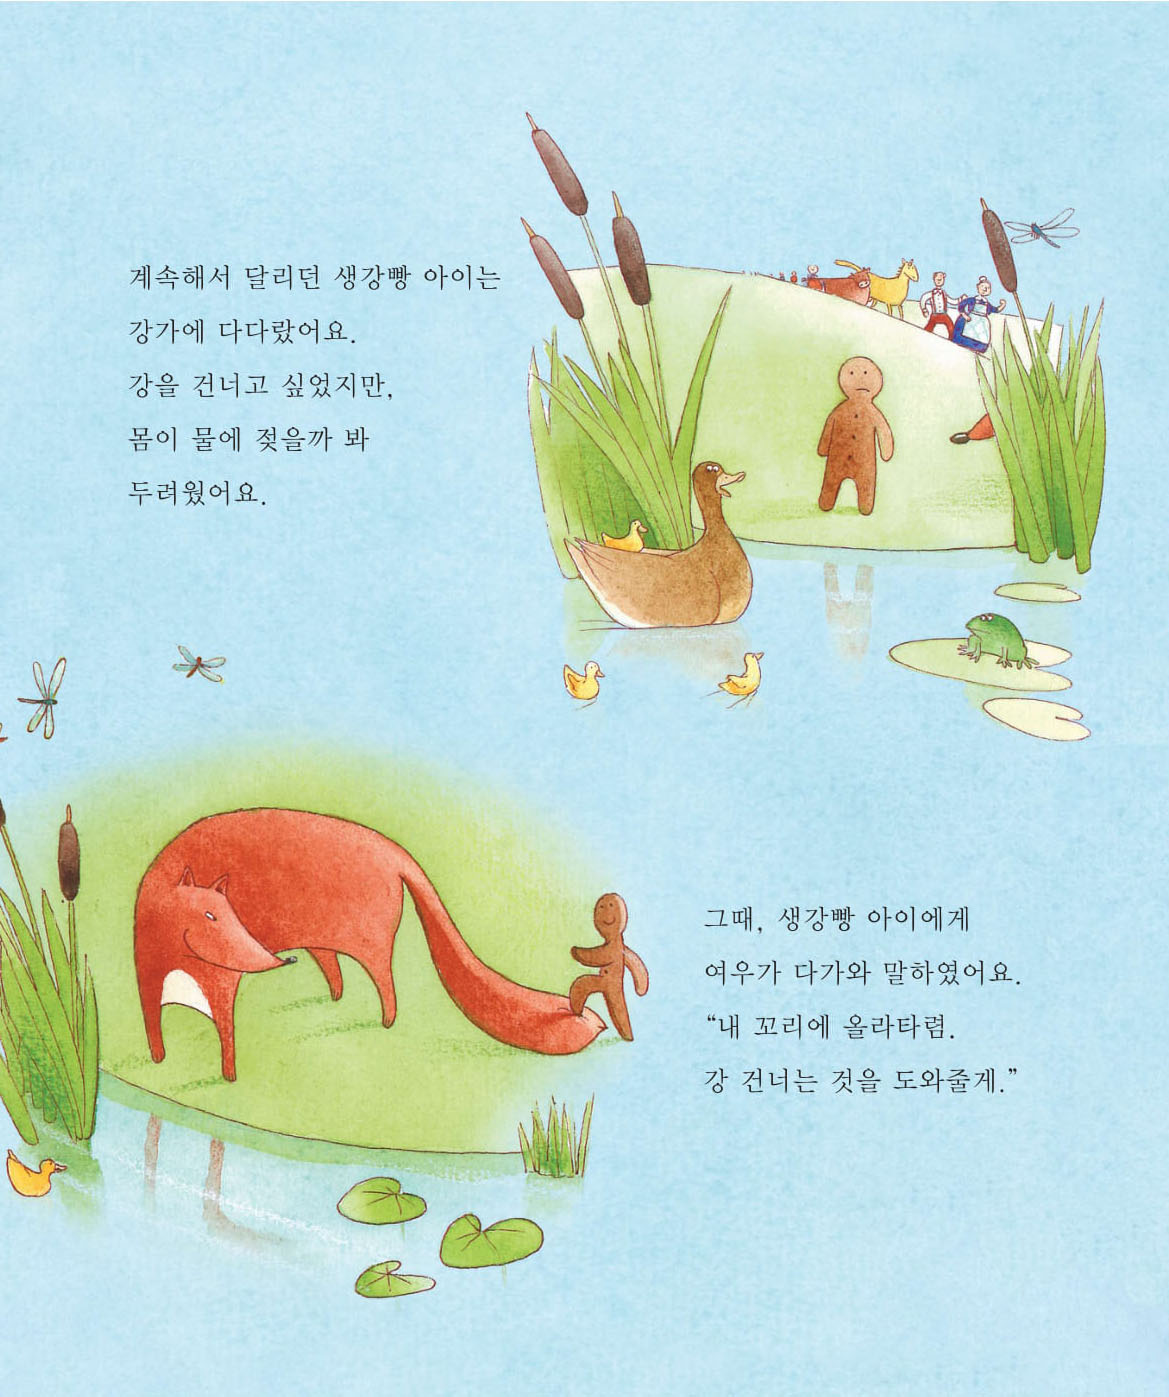 계속해서 달리던 생강빵 아이는
강가에 다다랐어요.
강을 건너고 싶었지만,
몸이 물에 젖을까 봐
두려웠어요.
그때, 생강빵 아이에게
여우가 다가와 말하였어요.
“내 꼬리에 올라타렴.
강 건너는 것을 도와줄게.”